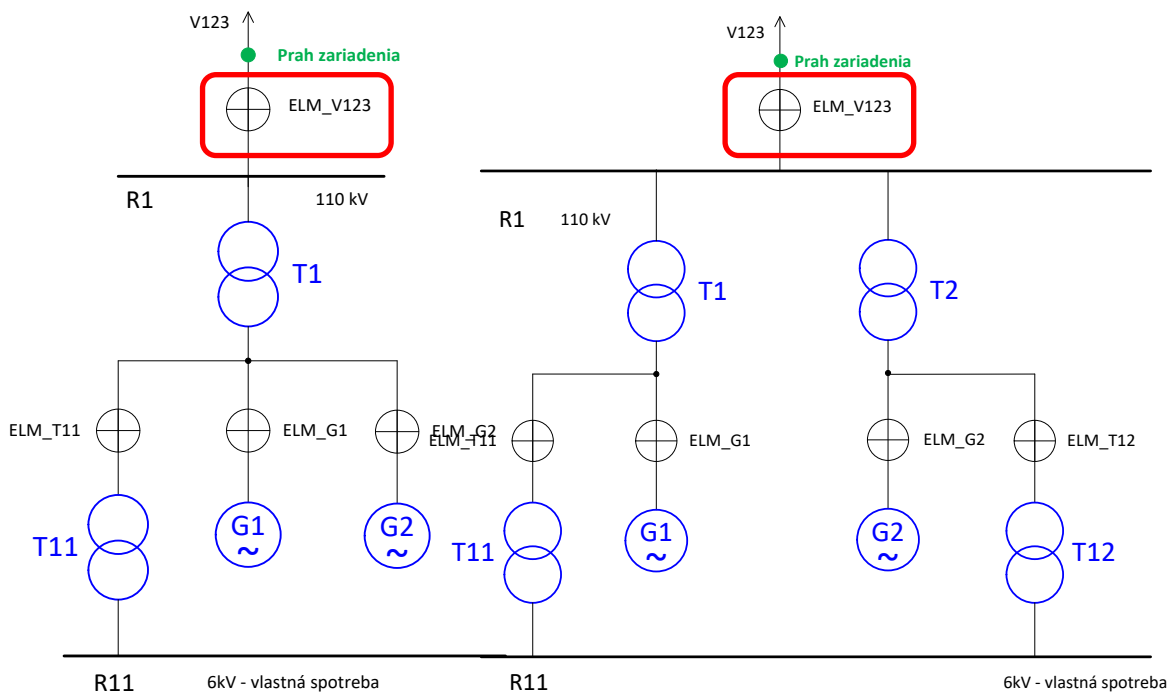 V123
Prah zariadenia
ELM_V123
R1
110 kV
T1
ELM_T11
ELM_G1
ELM_G2
T11
G1
~
G2
~
R11
6kV - vlastná spotreba
V123
Prah zariadenia
ELM_V123
R1
110 kV
T1
T2
ELM_T11
ELM_G1
ELM_G2
ELM_T12
T11
G1
~
G2
~
T12
R11
6kV - vlastná spotreba